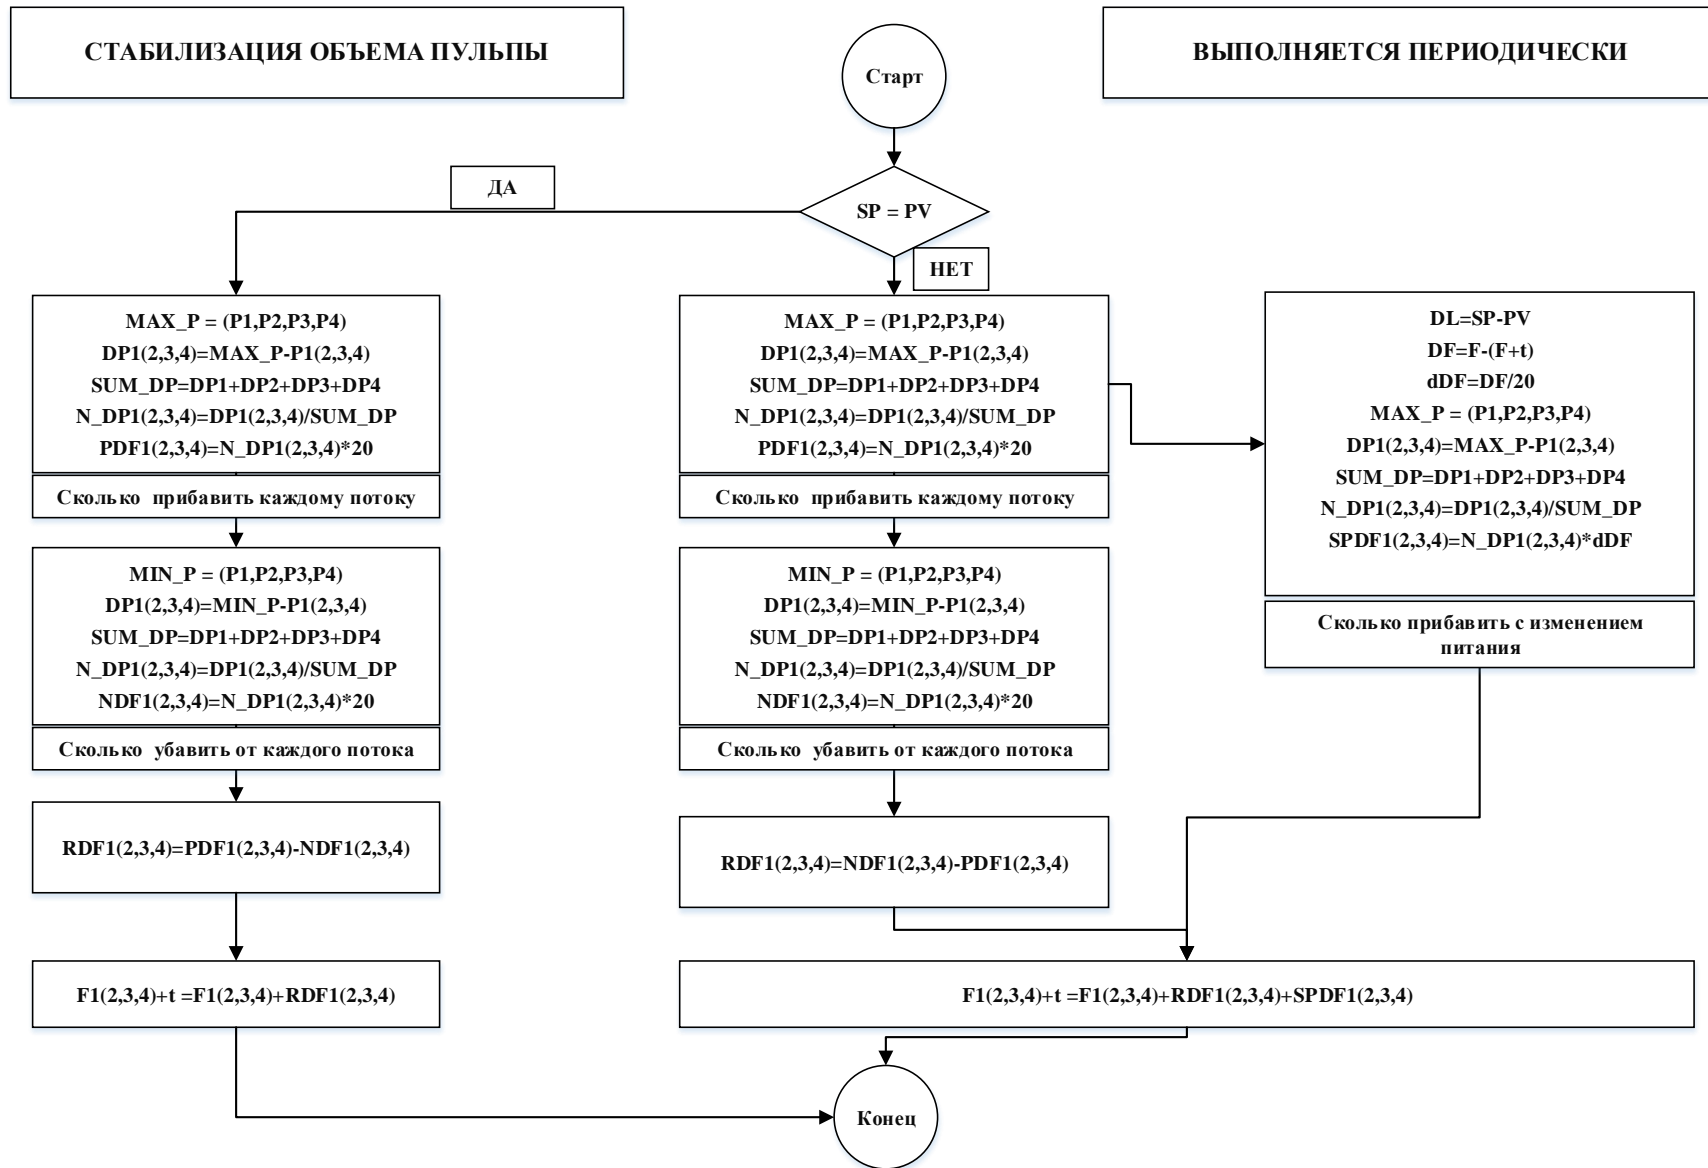 СТАБИЛИЗАЦИЯ ОБЪЕМА ПУЛЬПЫ
Старт
ВЫПОЛНЯЕТСЯ ПЕРИОДИЧЕСКИ
SP = PV
ДА
НЕТ
MAX_P = (P1,P2,P3,P4)
DP1(2,3,4)=MAX_P-P1(2,3,4)
SUM_DP=DP1+DP2+DP3+DP4
N_DP1(2,3,4)=DP1(2,3,4)/SUM_DP
PDF1(2,3,4)=N_DP1(2,3,4)*20
Сколько прибавить каждому потоку
MIN_P = (P1,P2,P3,P4)
DP1(2,3,4)=MIN_P-P1(2,3,4)
SUM_DP=DP1+DP2+DP3+DP4
N_DP1(2,3,4)=DP1(2,3,4)/SUM_DP
NDF1(2,3,4)=N_DP1(2,3,4)*20
Сколько убавить от каждого потока
RDF1(2,3,4)=PDF1(2,3,4)-NDF1(2,3,4)
F1(2,3,4)+t =F1(2,3,4)+RDF1(2,3,4)
MAX_P = (P1,P2,P3,P4)
DP1(2,3,4)=MAX_P-P1(2,3,4)
SUM_DP=DP1+DP2+DP3+DP4
N_DP1(2,3,4)=DP1(2,3,4)/SUM_DP
PDF1(2,3,4)=N_DP1(2,3,4)*20
Сколько прибавить каждому потоку
MIN_P = (P1,P2,P3,P4)
DP1(2,3,4)=MIN_P-P1(2,3,4)
SUM_DP=DP1+DP2+DP3+DP4
N_DP1(2,3,4)=DP1(2,3,4)/SUM_DP
NDF1(2,3,4)=N_DP1(2,3,4)*20
Сколько убавить от каждого потока
RDF1(2,3,4)=NDF1(2,3,4)-PDF1(2,3,4)
DL=SP-PV
DF=F-(F+t)
dDF=DF/20
MAX_P = (P1,P2,P3,P4)
DP1(2,3,4)=MAX_P-P1(2,3,4)
SUM_DP=DP1+DP2+DP3+DP4
N_DP1(2,3,4)=DP1(2,3,4)/SUM_DP
SPDF1(2,3,4)=N_DP1(2,3,4)*dDF
Сколько прибавить с изменением
питания
F1(2,3,4)+t =F1(2,3,4)+RDF1(2,3,4)+SPDF1(2,3,4)
Конец